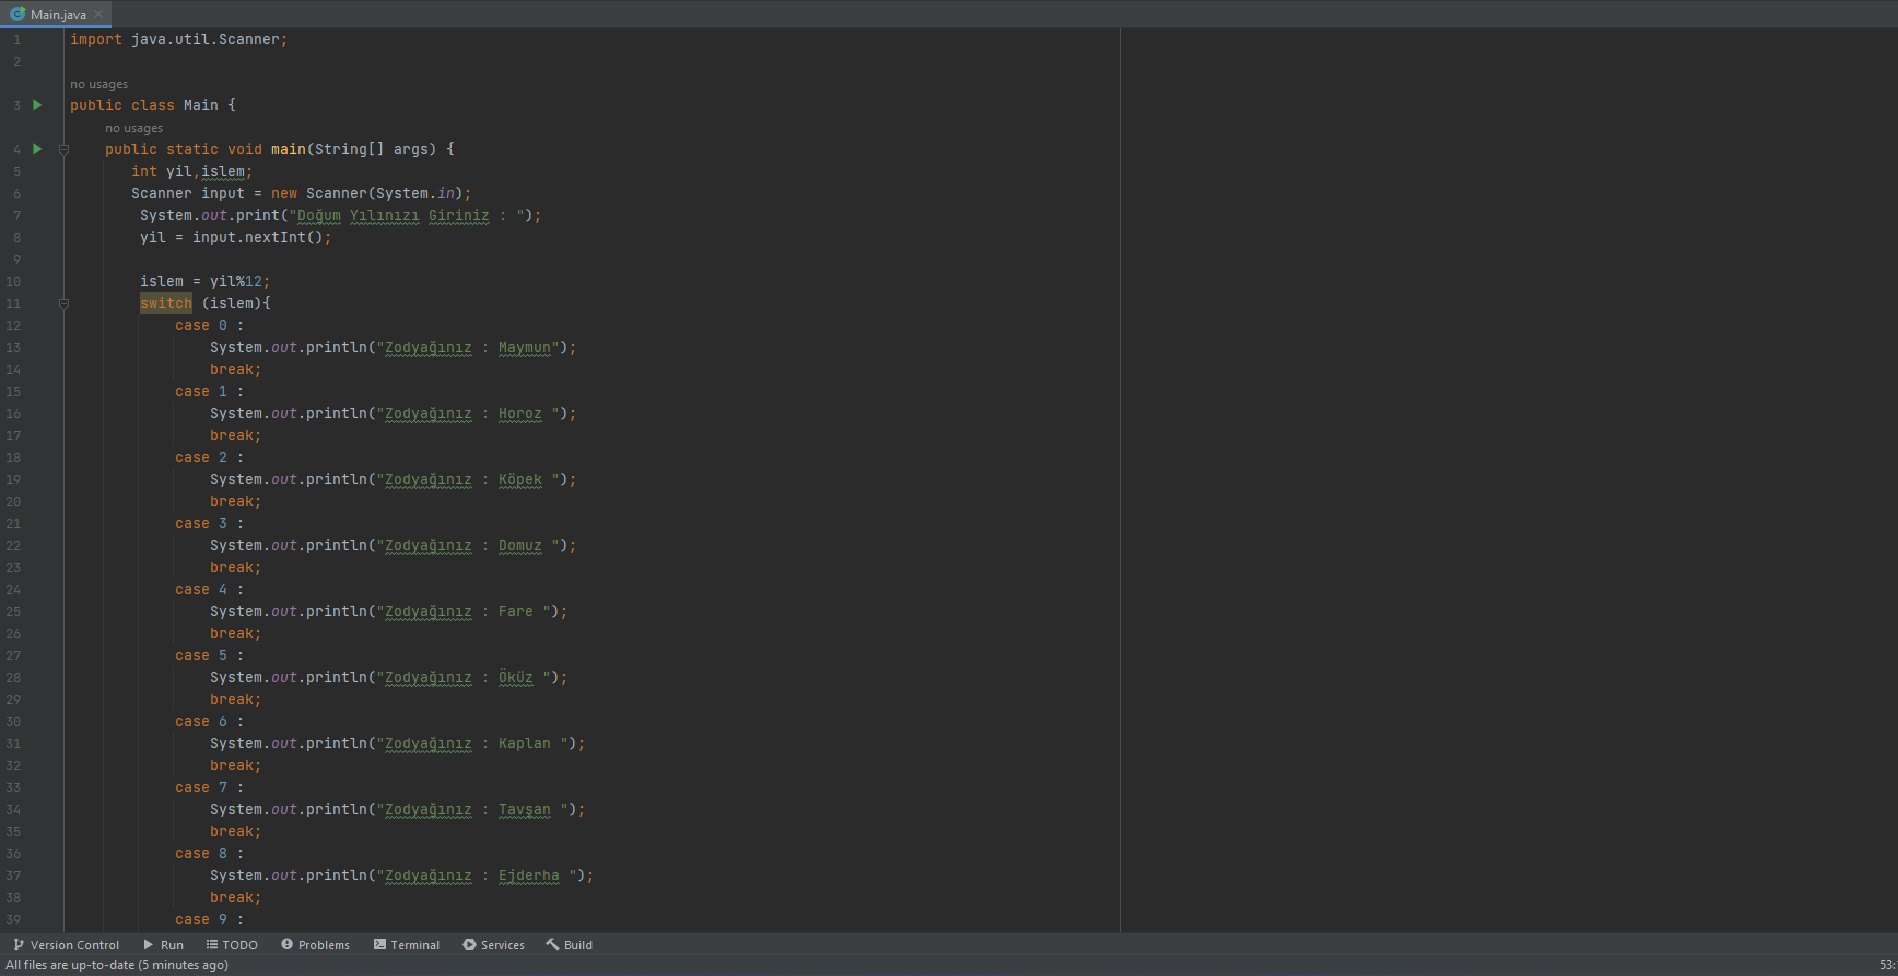 Main.java
1 import java.util.Scanner;
2
no usages
3 public class Main {
no usages
4 public static void main(String[] args) {
5 int yil,islem;
6 Scanner input = new Scanner(System.in);
7 System.out.print("Doğum Yılınızı Giriniz : ");
8 yil = input.nextInt();
9
10 islem = yil%12;
11 switch (islem){
12 case 0 :
13 System.out.println("Zodyağınız : Maymun");
14 break;
15 case 1 :
16 System.out.println("Zodyağınız : Horoz ");
17 break;
18 case 2 :
19 System.out.println("Zodyağınız : Köpek ");
20 break;
21 case 3 :
22 System.out.println("Zodyağınız : Domuz ");
23 break;
24 case 4 :
25 System.out.println("Zodyağınız : Fare ");
26 break;
27 case 5 :
28 System.out.println("Zodyağınız : Öküz ");
29 break;
30 case 6 :
31 System.out.println("Zodyağınız : Kaplan ");
32 break;
33 case 7 :
34 System.out.println("Zodyağınız : Tavşan ");
35 break;
36 case 8 :
37 System.out.println("Zodyağınız : Ejderha ");
38 break;
39 case 9 :
Version Control Run TODO Problems Terminal Services Build
All files are up-to-date (5 minutes ago) 53: